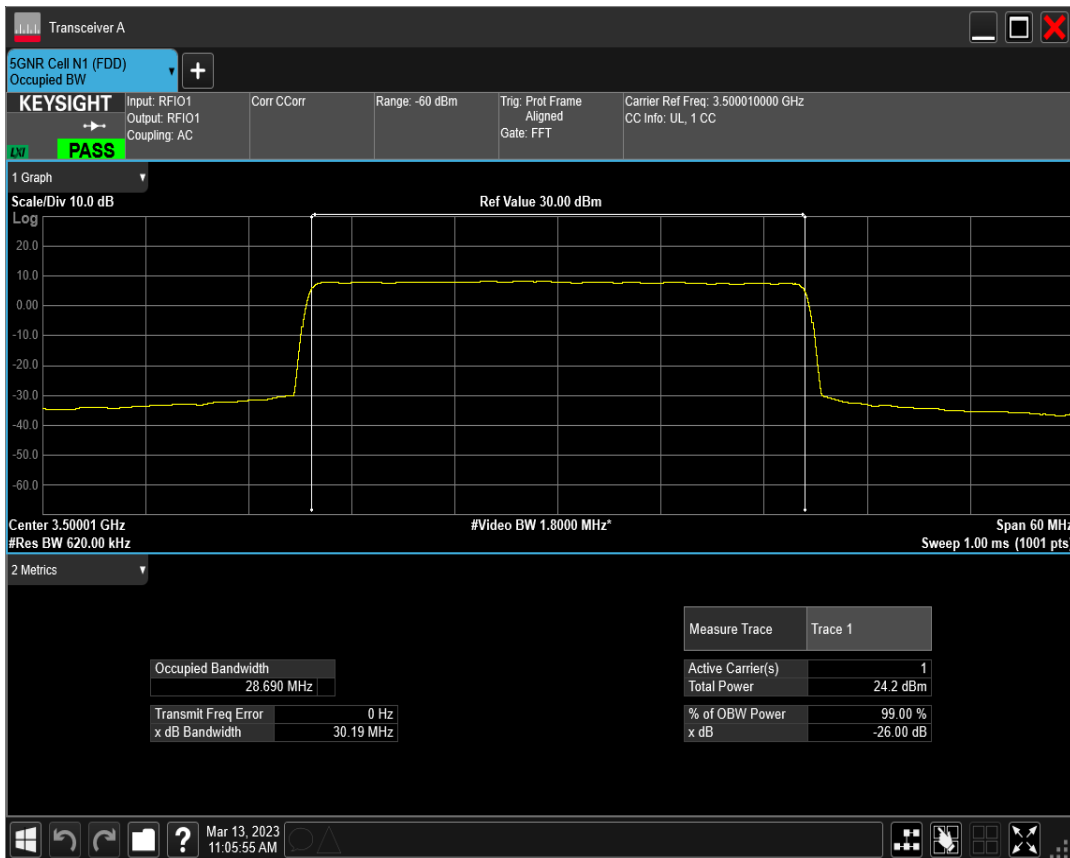 Transceiver A
5GNR Cell N1 (FDD)
Occupied BW
KEYSIGHT
LXI
PASS
Input: RFIO1
Output: RFIO1
Coupling: AC
Corr CCorr
Range: -60 dBm
Trig: Prot Frame
Aligned
Gate: FFT
Carrier Ref Freq: 3.500010000 GHz
CC Info: UL, 1 CC
1 Graph
Scale/Div 10.0 dB
Ref Value 30.00 dBm
Log
20.0
10.0
0.00
-10.0
-20.0
-30.0
-40.0
-50.0
-60.0
Center 3.50001 GHz
#Video BW 1.8000 MHz*
Span 60 MHz
#Res BW 620.00 kHz
Sweep 1.00 ms (1001 pts)
2 Metrics
Measure Trace Trace 1
Occupied Bandwidth
28.690 MHz
Active Carrier(s) 1
Total Power 24.2 dBm
Transmit Freq Error 0 Hz
x dB Bandwidth 30.19 MHz
% of OBW Power 99.00 %
x dB -26.00 dB
?
Mar 13, 2023
11:05:55 AM